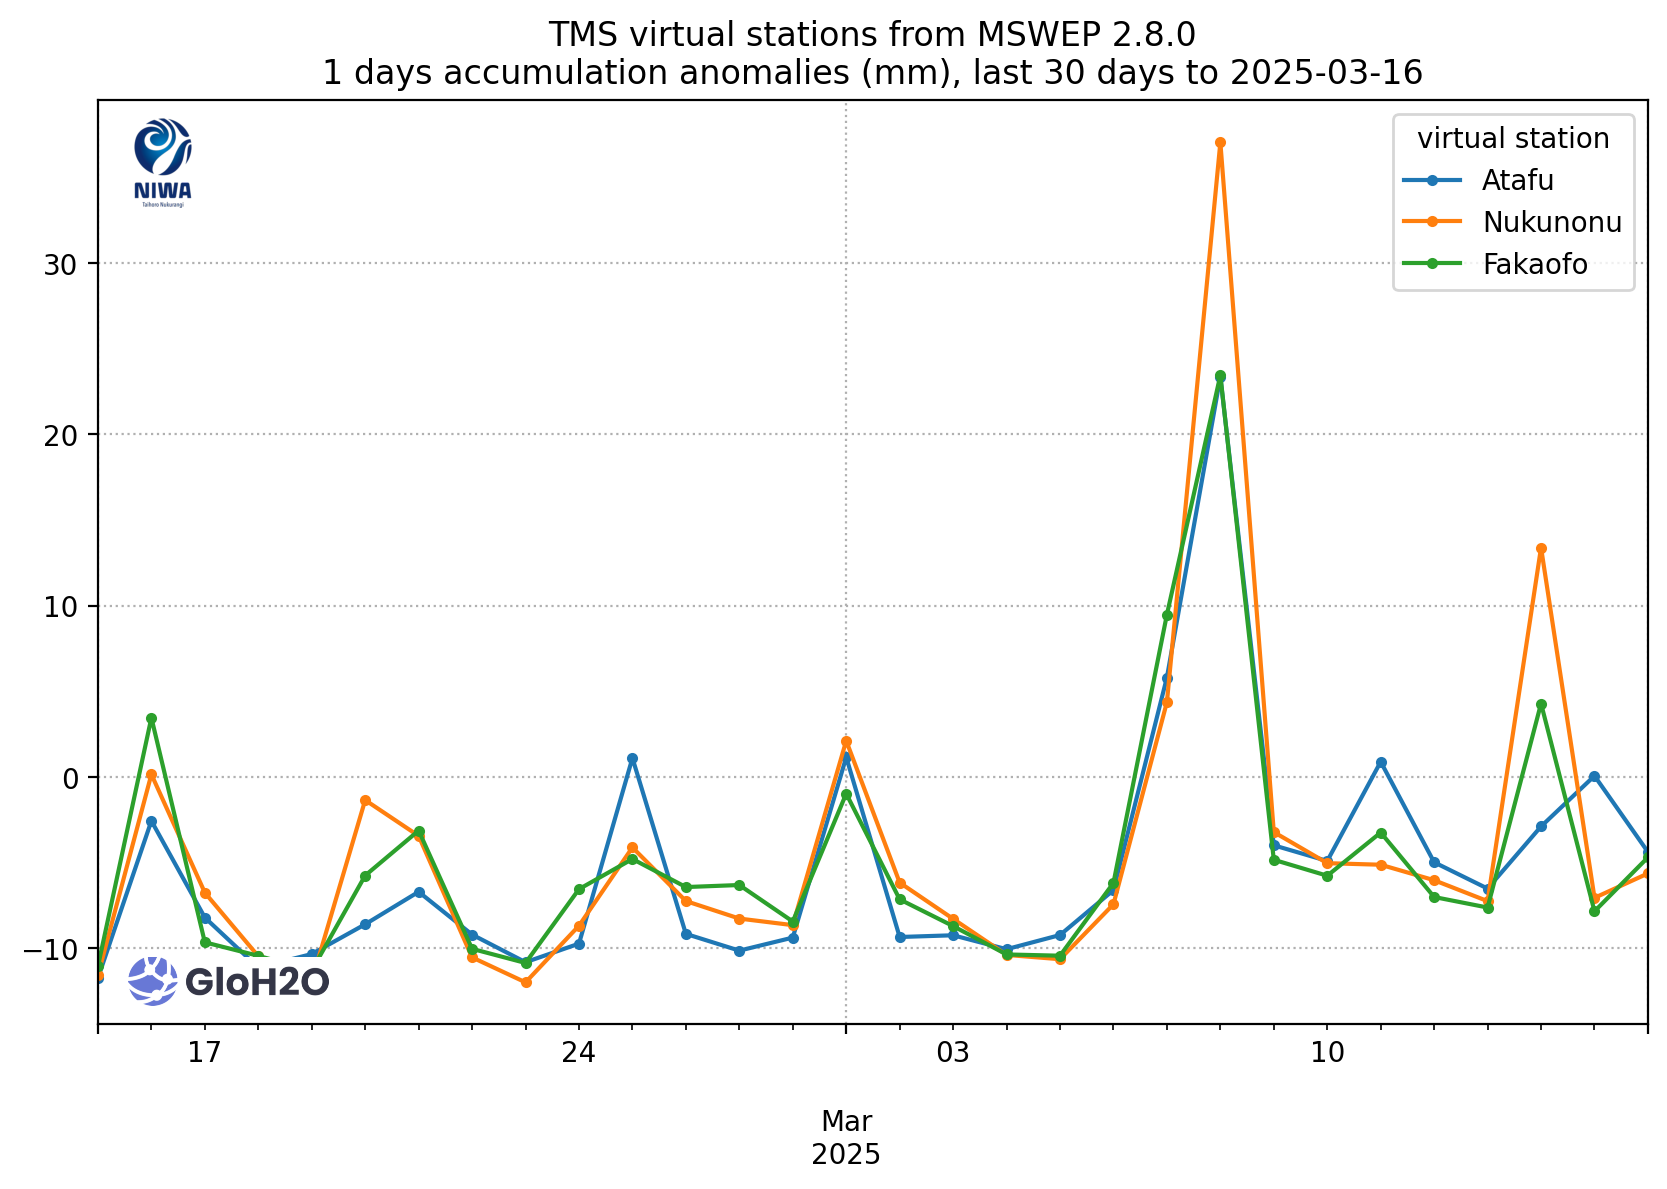 TMS virtual stations from MSWEP 2.8.0
1 days accumulation anomalies (mm), last 30 days to 2025-03-16
NIWA
Taihoro Nukurangi
virtual station
Atafu
Nukunonu
Fakaofo
30
20
10
0
−10
GloH2O
17
24
03
10
Mar
2025